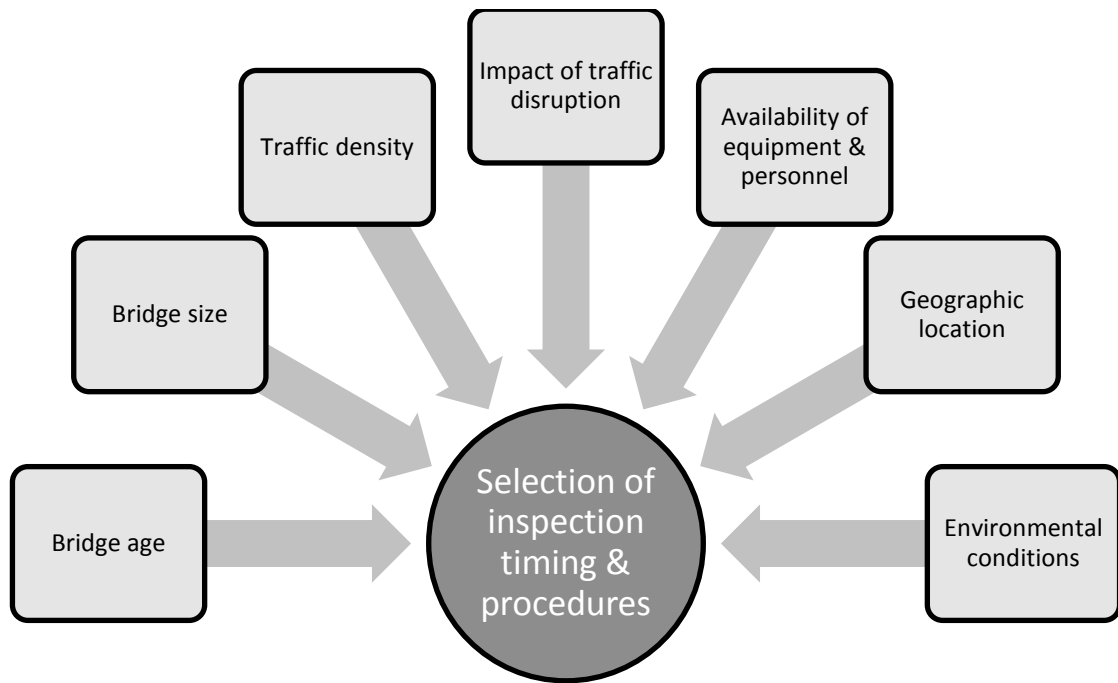 Impact of traffic
disruption
Traffic density
Availability of
equipment &
personnel
Bridge size
Geographic
location
Bridge age
Selection of
inspection
timing &
procedures
Environmental
conditions